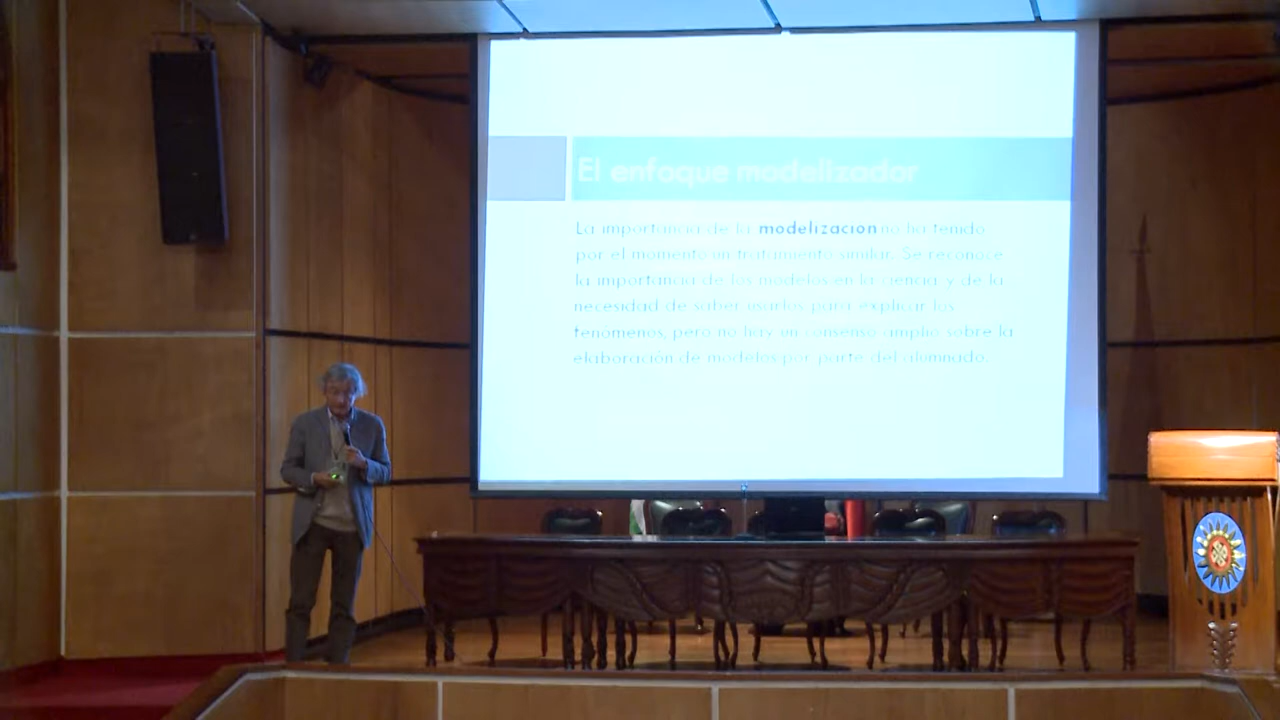 El enfoque modelizador
La importancia de la modelización no ha tenido
por el momento un tratamiento similar. Se reconoce
la importancia de los modelos en la ciencia y de la
necesidad de saber usarlos para explicar los
fenómenos, pero no hay un consenso amplio sobre la
elaboración de modelos por parte del alumnado.